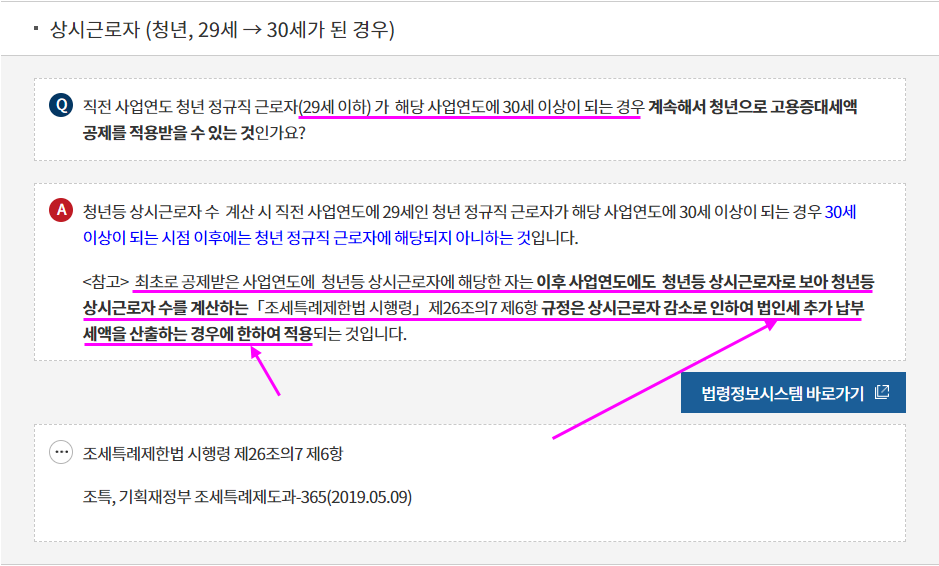 ▪ 상시근로자 (청년, 29세 → 30세가 된 경우)
Q 직전 사업연도 청년 정규직 근로자(29세 이하) 가 해당 사업연도에 30세 이상이 되는 경우 계속해서 청년으로 고용증대세액
공제를 적용받을 수 있는 것인가요?
A 청년등 상시근로자 수 계산 시 직전 사업연도에 29세인 청년 정규직 근로자가 해당 사업연도에 30세 이상이 되는 경우 30세
이상이 되는 시점 이후에는 청년 정규직 근로자에 해당되지 아니하는 것입니다.
<참고> 최초로 공제받은 사업연도에 청년등 상시근로자에 해당한 자는 이후 사업연도에도 청년등 상시근로자로 보아 청년등
상시근로자 수를 계산하는 「조세특례제한법 시행령」 제26조의7 제6항 규정은 상시근로자 감소로 인하여 법인세 추가 납부
세액을 산출하는 경우에 한하여 적용되는 것입니다.
법령정보시스템 바로가기
조세특례제한법 시행령 제26조의7 제6항
조특, 기획재정부 조세특례제도과-365(2019.05.09)